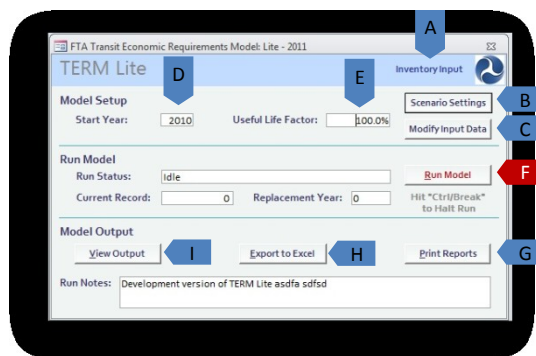 A
FTA Transit Economic Requirements Model: Lite - 2011
TERM Lite
D
E
Inventory Input
Model Setup
Scenario Settings
B
Start Year: 2010 Useful Life Factor: 100.0%
Modify Input Data
C
Run Model
Run Status: Idle
Run Model
F
Current Record: 0 Replacement Year: 0
Hit "Ctrl/Break"
to Halt Run
Model Output
View Output
I
Export to Excel
H
Print Reports
G
Run Notes: Development version of TERM Lite asdfa sdfsd